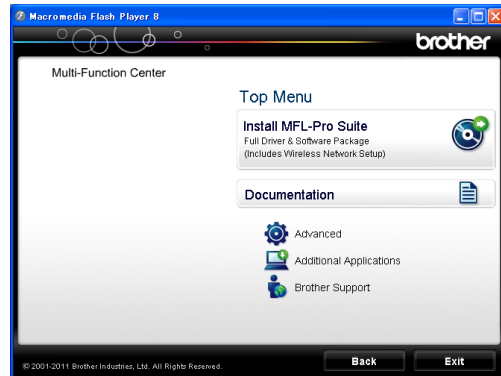 Macromedia Flash Player 8
brother
Multi-Function Center
Top Menu
Install MFL-Pro Suite
Full Driver & Software Package
(Includes Wireless Network Setup)
Documentation
Advanced
Additional Applications
Brother Support
© 2001-2011 Brother Industries, Ltd. All Rights Reserved.
Back
Exit